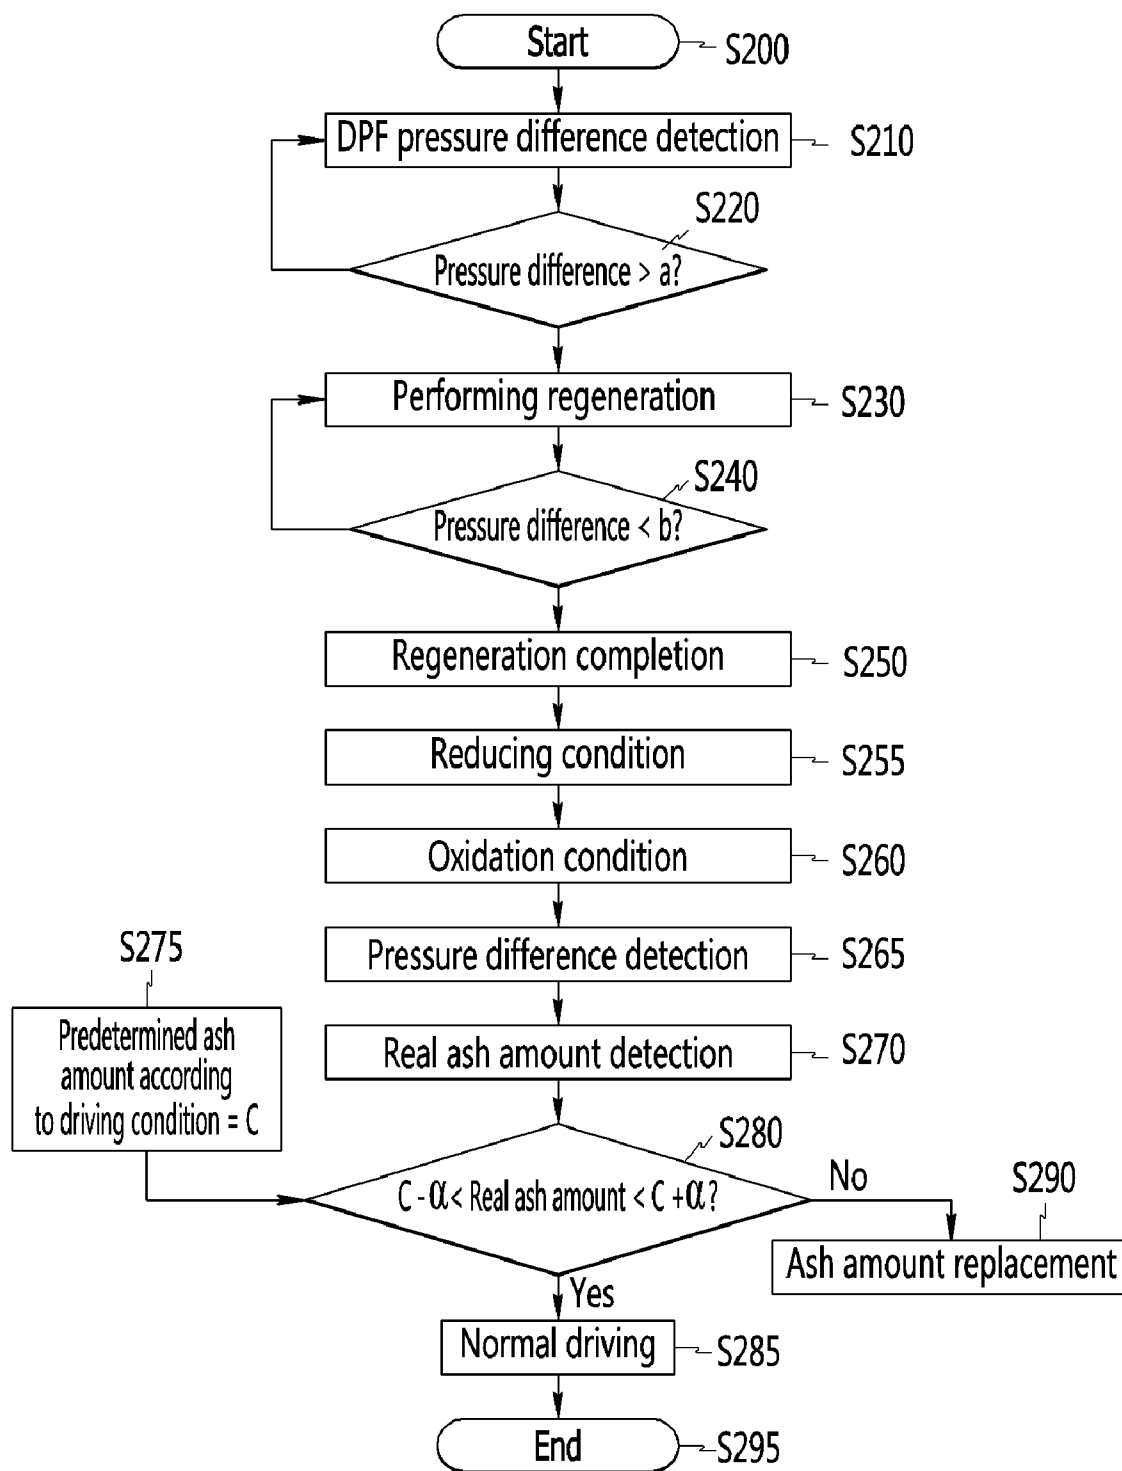 Start
S200
DPF pressure difference detection
S210
S220
Pressure difference > a?
Performing regeneration
S230
S240
Pressure difference < b?
Regeneration completion
S250
Reducing condition
S255
Oxidation condition
S260
Pressure difference detection
S265
S275
Predetermined ash
amount according
to driving condition = C
Real ash amount detection
S270
S280
C - α < Real ash amount < C + α?
No
S290
Ash amount replacement
Yes
Normal driving
S285
End
S295